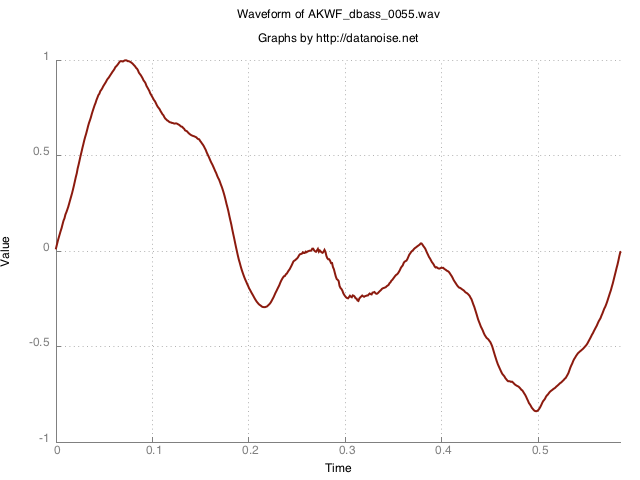 Waveform of AKWF_dbass_0055.wav
Graphs by http://datanoise.net
1
0.5
0
-0.5
-1
Value
0 0.1 0.2 0.3 0.4 0.5
Time